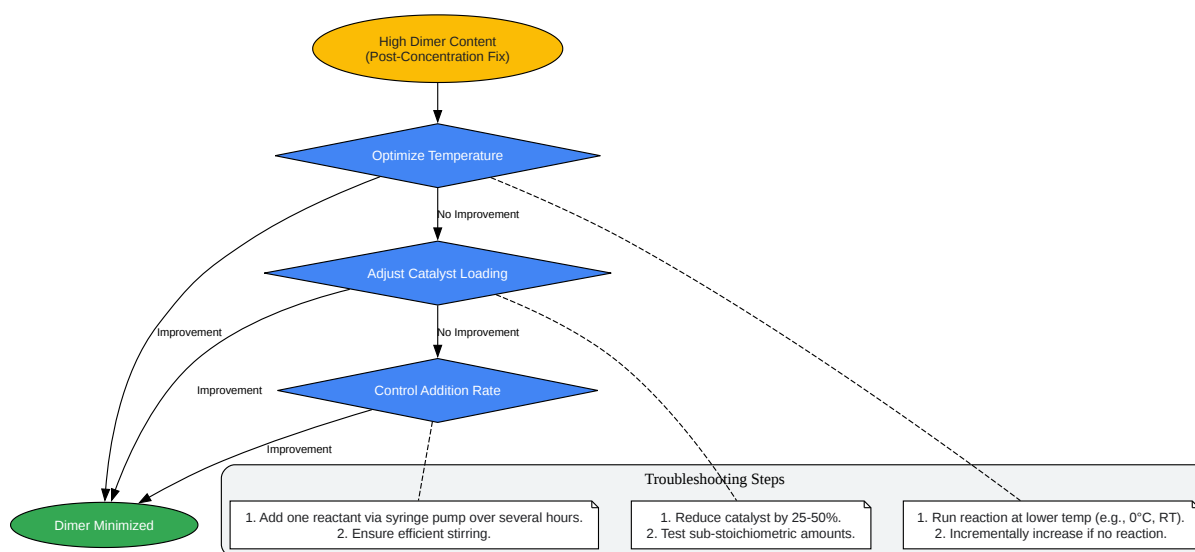 High Dimer Content
(Post-Concentration Fix)
Optimize Temperature
No Improvement
Adjust Catalyst Loading
Improvement
No Improvement
Improvement
Control Addition Rate
Improvement
Troubleshooting Steps
Dimer Minimized
1. Add one reactant via syringe pump over several hours.
2. Ensure efficient stirring.
1. Reduce catalyst by 25-50%.
2. Test sub-stoichiometric amounts.
1. Run reaction at lower temp (e.g., 0°C, RT).
2. Incrementally increase if no reaction.